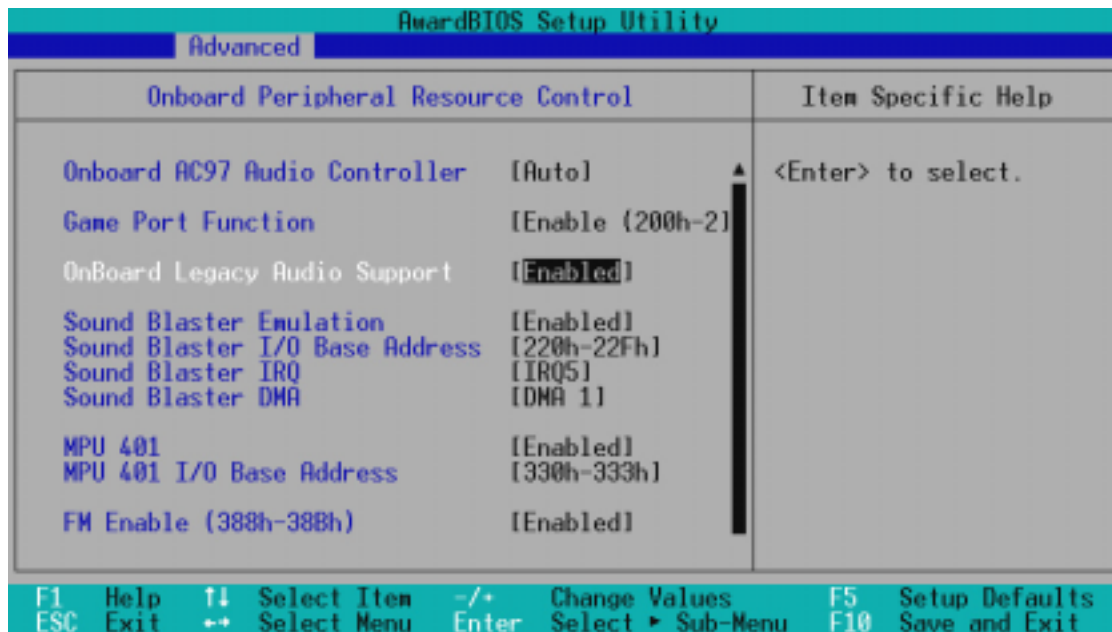 AwardBIOS Setup Utility
Advanced
Onboard Peripheral Resource Control
Item Specific Help
Onboard AC97 Audio Controller [Auto]
<Enter> to select.
Game Port Function [Enable (200h-2]
OnBoard Legacy Audio Support [Enabled]
Sound Blaster Emulation [Enabled]
Sound Blaster I/O Base Address [220h-22Fh]
Sound Blaster IRQ [IRQ5]
Sound Blaster DMA [DMA 1]
MPU 401 [Enabled]
MPU 401 I/O Base Address [330h-333h]
FM Enable (388h-38Bh) [Enabled]
F1 Help ↑↓ Select Item -/+ Change Values F5 Setup Defaults
ESC Exit ←→ Select Menu Enter Select ► Sub-Menu F10 Save and Exit